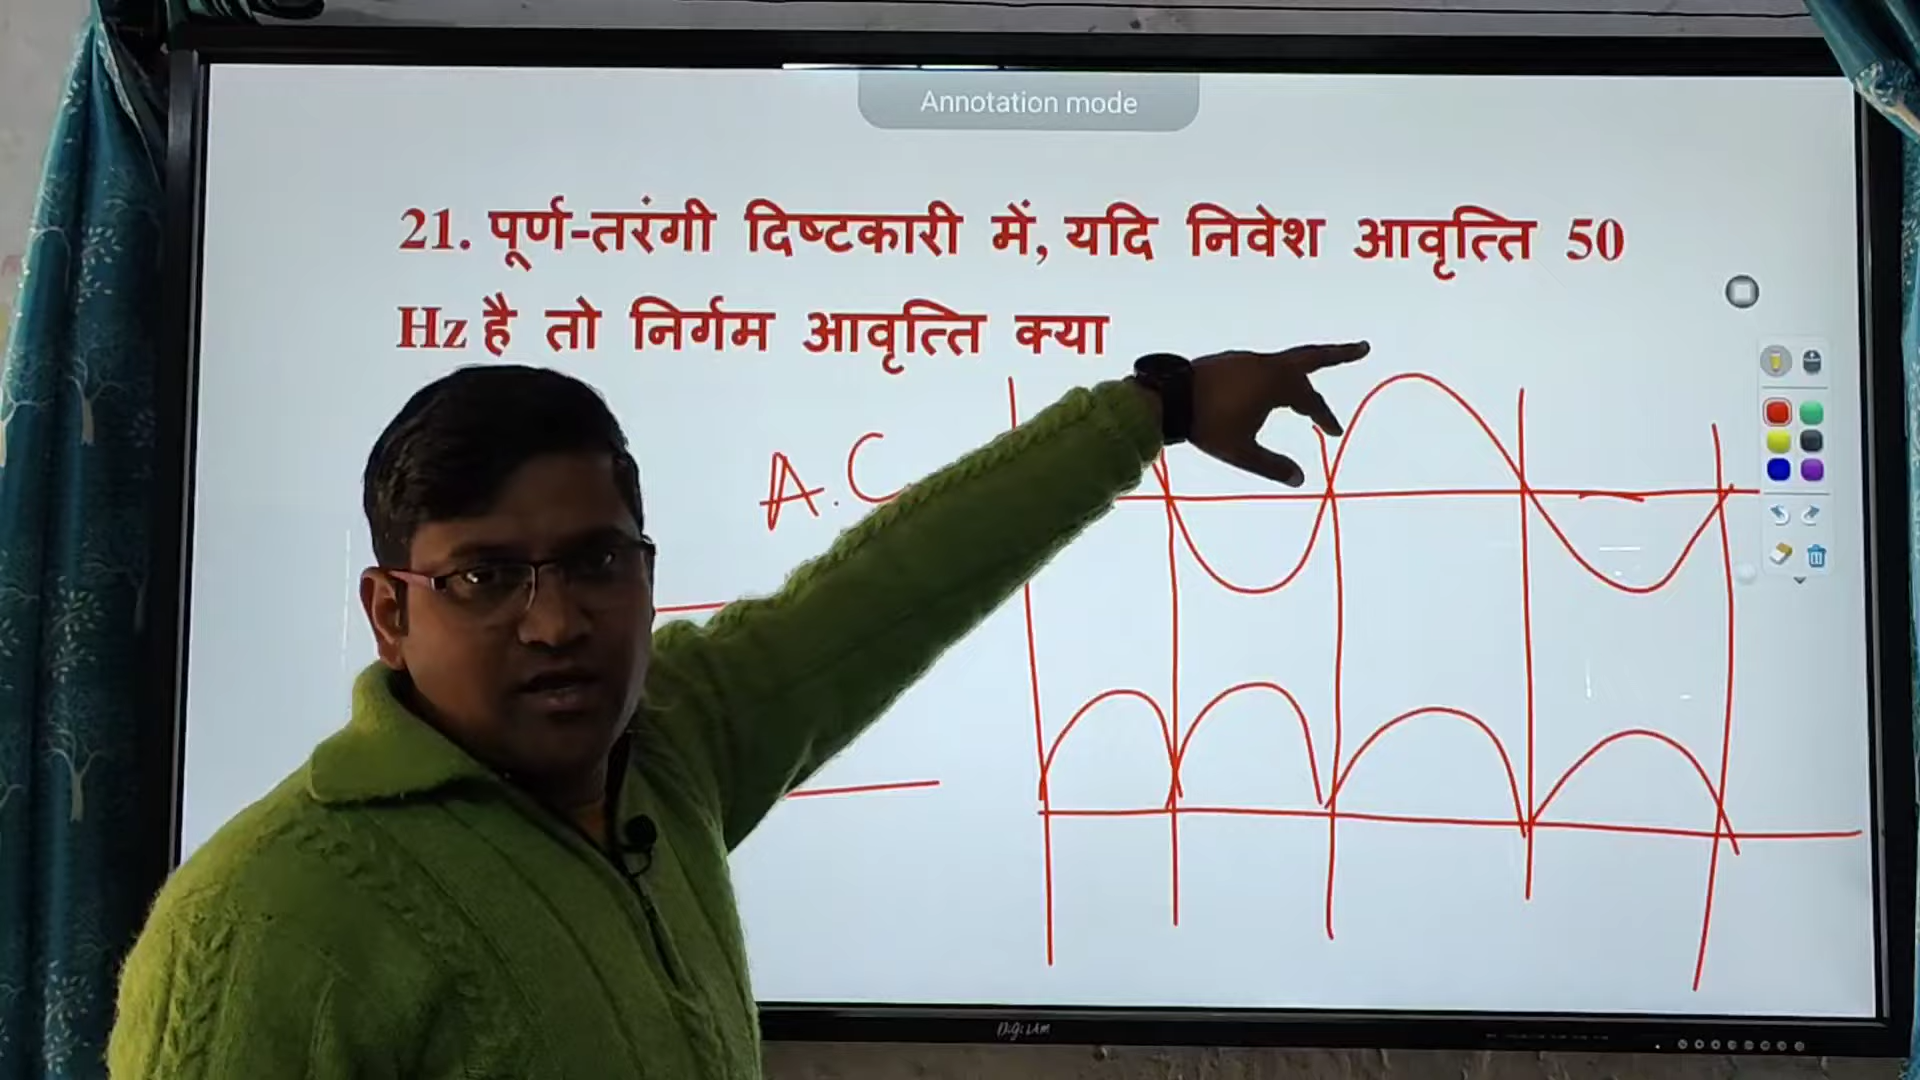 Annotation mode
21. पूर्ण-तरंगी दिष्टकारी में, यदि निवेश आवृत्ति 50
Hz है तो निर्गम आवृत्ति क्या
A.C